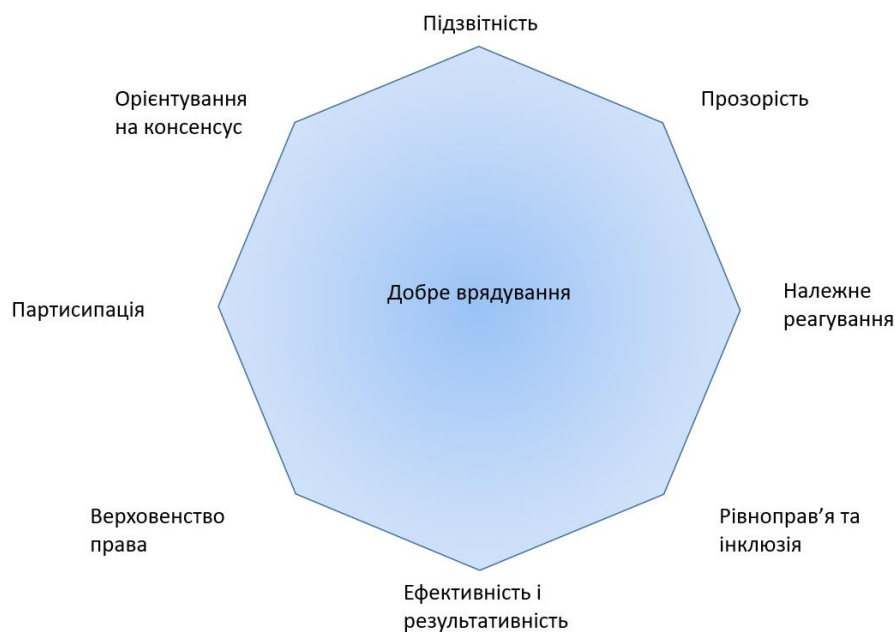 Підзвітність
Орієнтування
на консенсус
Прозорість
Добре врядування
Партисипація
Належне
реагування
Верховенство
права
Рівноправ’я та
інклюзія
Ефективність і
результативність